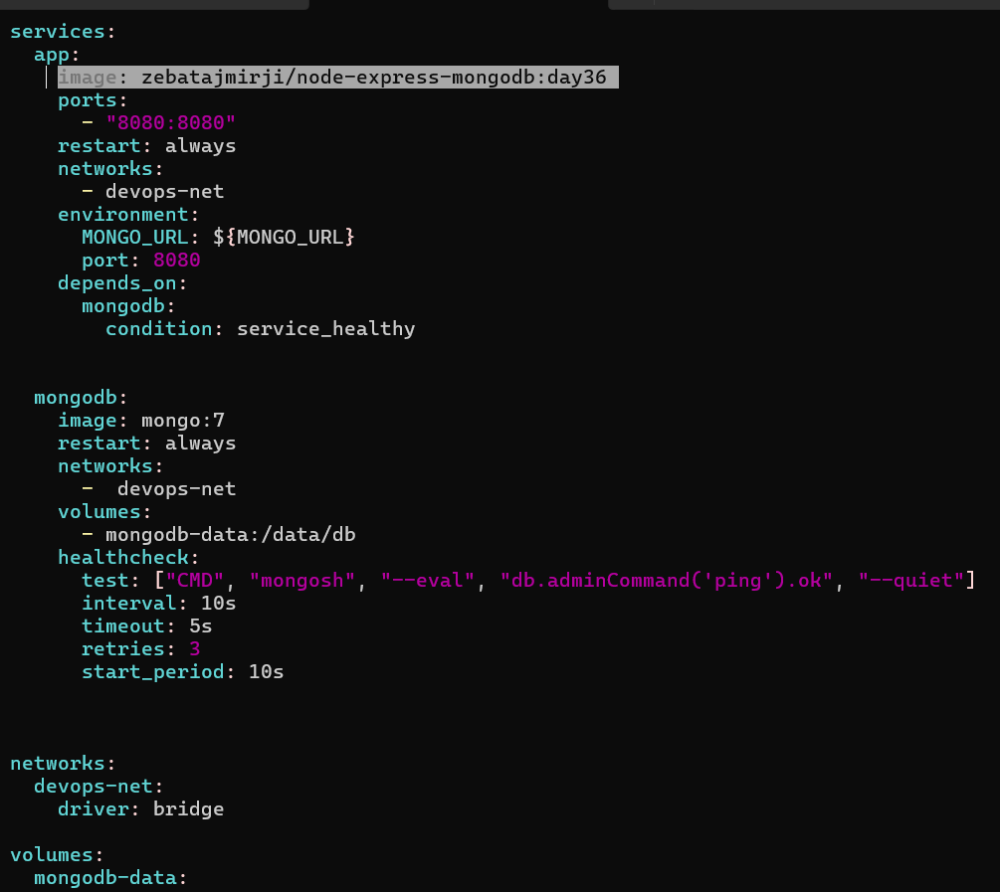 services:
  app:
    image: zebatajmirji/node-express-mongodb:day36
    ports:
      - "8080:8080"
    restart: always
    networks:
      - devops-net
    environment:
      MONGO_URL: ${MONGO_URL}
      port: 8080
    depends_on:
      mongodb:
        condition: service_healthy
  mongodb:
    image: mongo:7
    restart: always
    networks:
      -  devops-net
    volumes:
      - mongodb-data:/data/db
    healthcheck:
      test: ["CMD", "mongosh", "--eval", "db.adminCommand('ping').ok", "--quiet"]
      interval: 10s
      timeout: 5s
      retries: 3
      start_period: 10s
networks:
  devops-net:
    driver: bridge
volumes:
  mongodb-data: